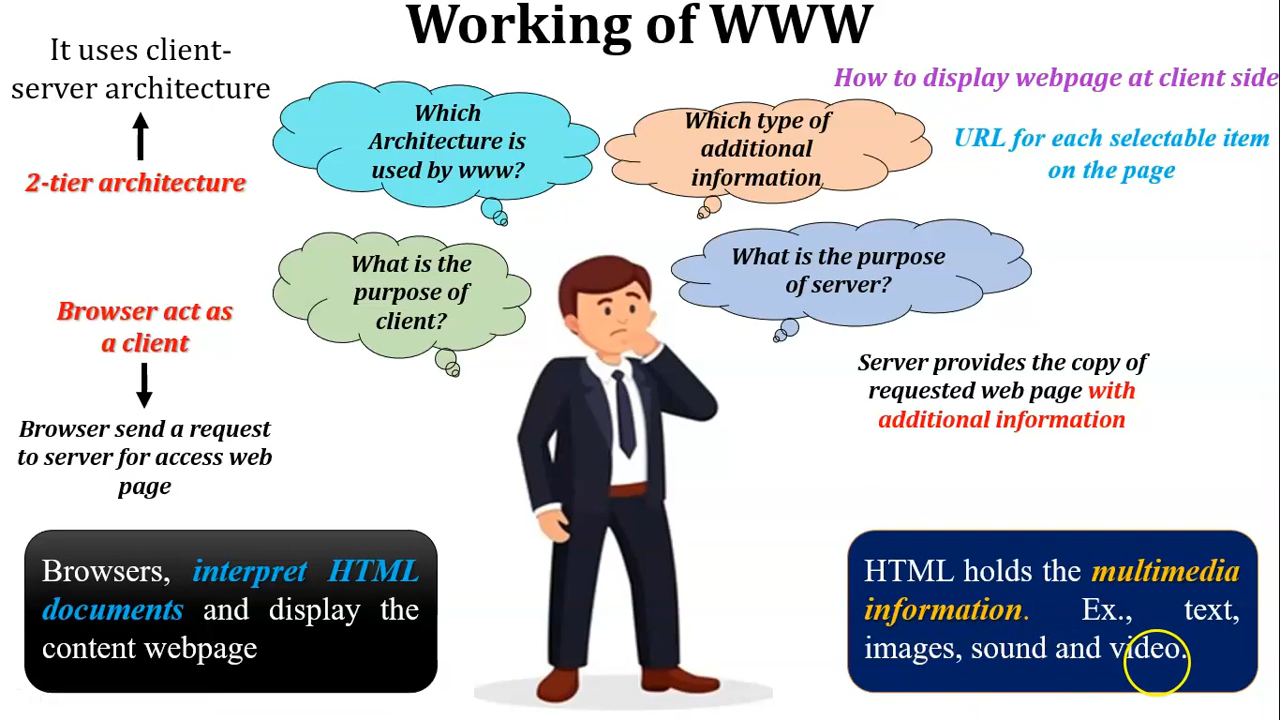 Working of WWW
It uses client-
server architecture
2-tier architecture
Which
Architecture is
used by www?
Which type of
additional
information
How to display webpage at client side
URL for each selectable item
on the page
What is the
purpose of
client?
What is the purpose
of server?
Browser act as
a client
Browser send a request
to server for access web
page
Server provides the copy of
requested web page with
additional information
Browsers, interpret HTML
documents and display the
content webpage
HTML holds the multimedia
information. Ex., text,
images, sound and video.